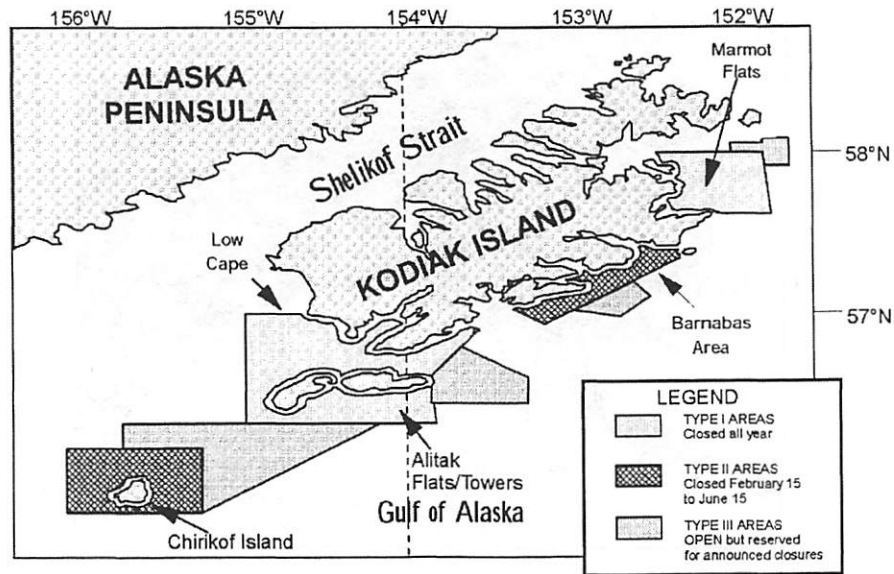 156°W 155°W 154°W 153°W 152°W
Marmot
Flats
ALASKA
PENINSULA
58°N
Shelikof Strait
Low
Cape
KODIAK ISLAND
57°N
Barnabas
Area
LEGEND
TYPE I AREAS
Closed all year
TYPE II AREAS
Closed February 15
to June 15
TYPE III AREAS
OPEN but reserved
for announced closures
Alitak
Flats/Towers
Gulf of Alaska
Chirikof Island